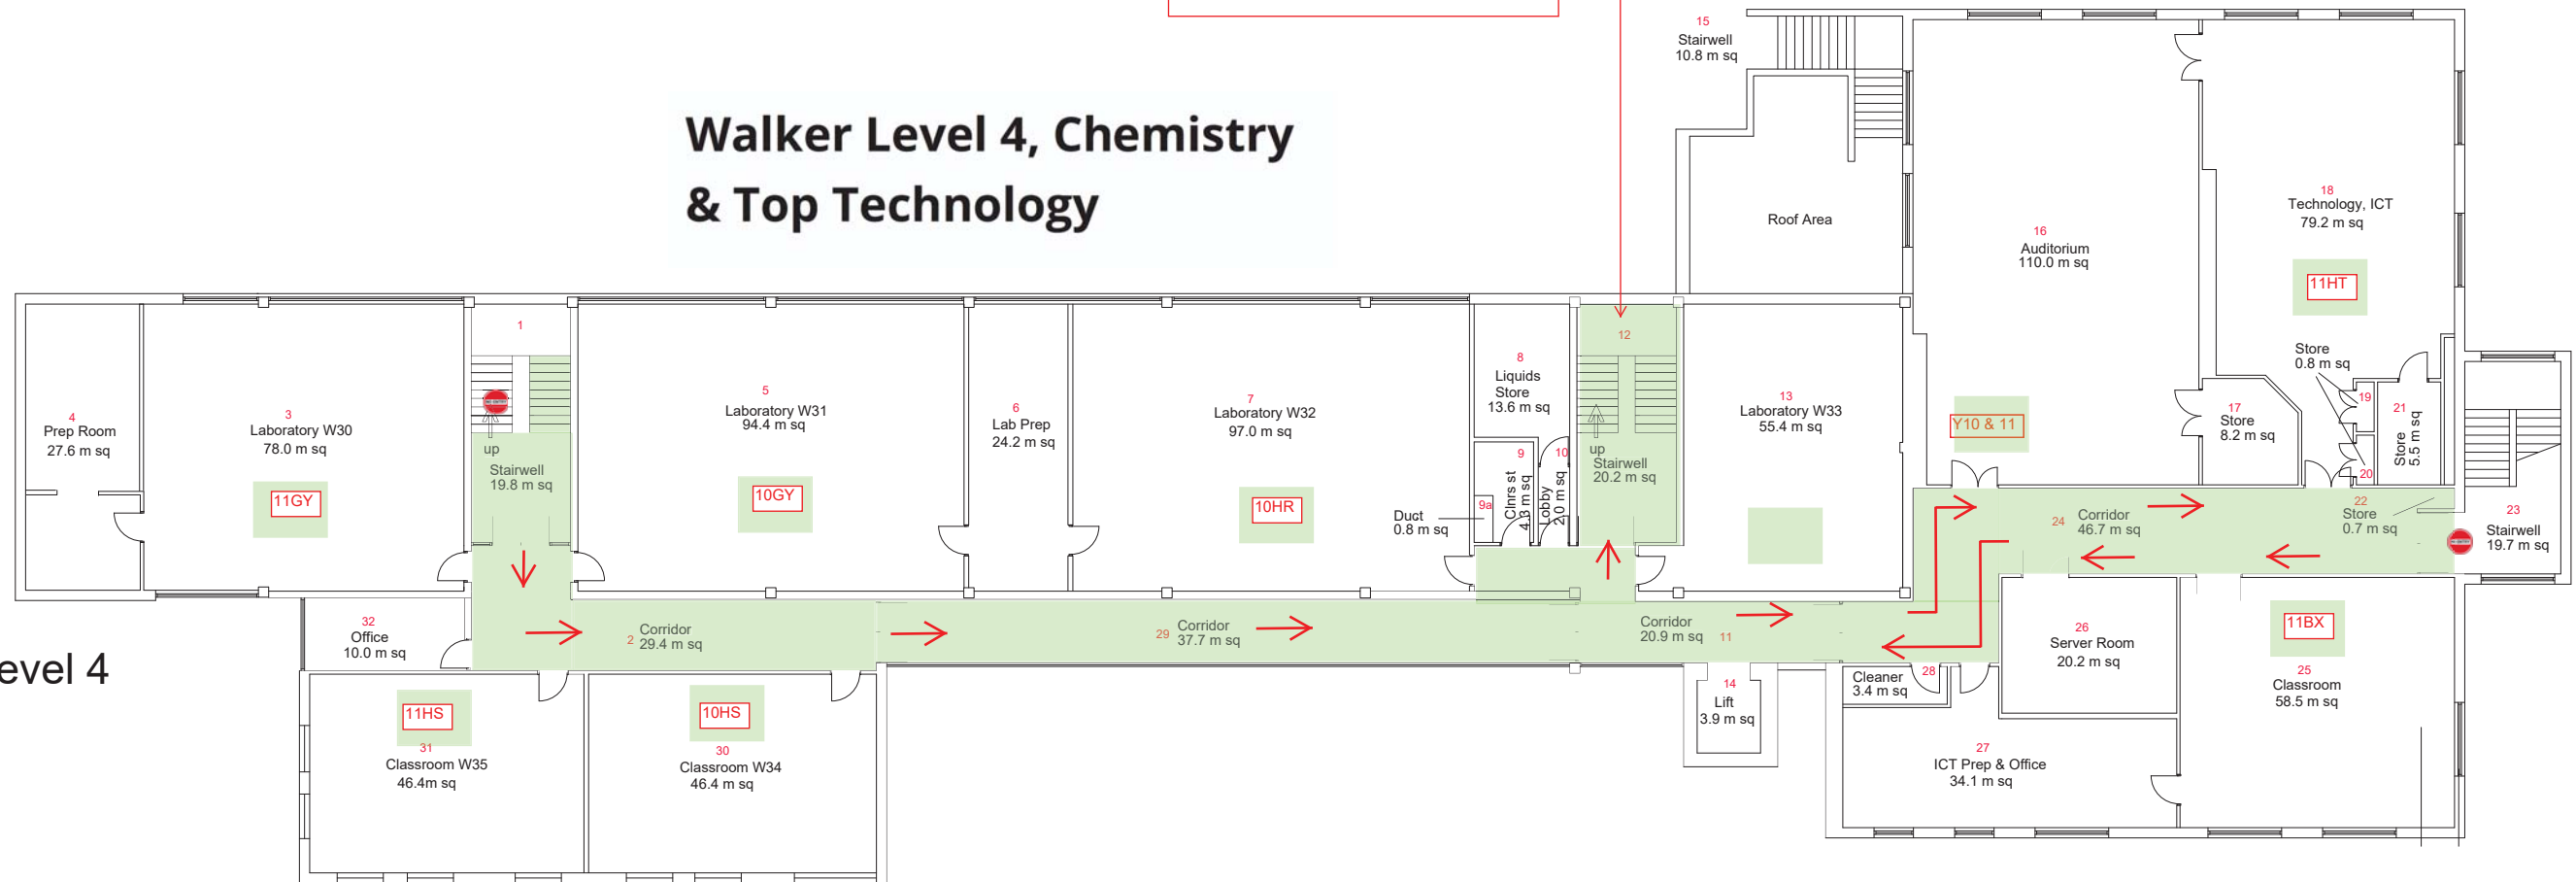 Walker Level 4, Chemistry
& Top Technology
15
Stairwell
10.8 m sq
Roof Area
16
Auditorium
110.0 m sq
Y10 & 11
18
Technology, ICT
79.2 m sq
11HT
Store
0.8 m sq
17
Store
8.2 m sq
19
20
21
Store
5.5 m sq
22
Store
0.7 m sq
23
Stairwell
19.7 m sq
24
Corridor
46.7 m sq
4
Prep Room
27.6 m sq
3
Laboratory W30
78.0 m sq
11GY
1
up
Stairwell
19.8 m sq
5
Laboratory W31
94.4 m sq
10GY
6
Lab Prep
24.2 m sq
7
Laboratory W32
97.0 m sq
10HR
8
Liquids
Store
13.6 m sq
9
Clnrs st
4.3 m sq
9a
Duct
0.8 m sq
10
Lobby
2.0 m sq
12
up
Stairwell
20.2 m sq
13
Laboratory W33
55.4 m sq
32
Office
10.0 m sq
2
Corridor
29.4 m sq
29
Corridor
37.7 m sq
Corridor
20.9 m sq
11
14
Lift
3.9 m sq
28
Cleaner
3.4 m sq
26
Server Room
20.2 m sq
11BX
25
Classroom
58.5 m sq
27
ICT Prep & Office
34.1 m sq
evel 4
11HS
31
Classroom W35
46.4m sq
10HS
30
Classroom W34
46.4 m sq